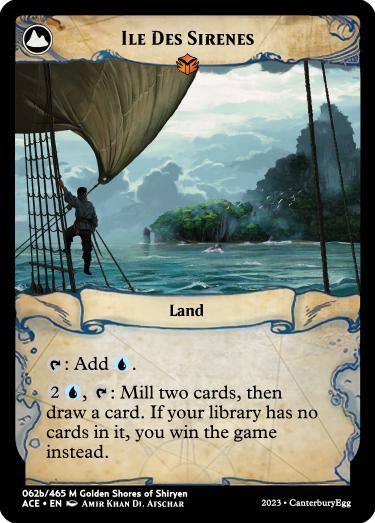 Ile Des Sirenes
Land
: Add .
2 , : Mill two cards, then
draw a card. If your library has no
cards in it, you win the game
instead.
062b/465 M Golden Shores of Shiryen
ACE • EN Amir Khan Di. Afschar
2023 • CanterburyEgg